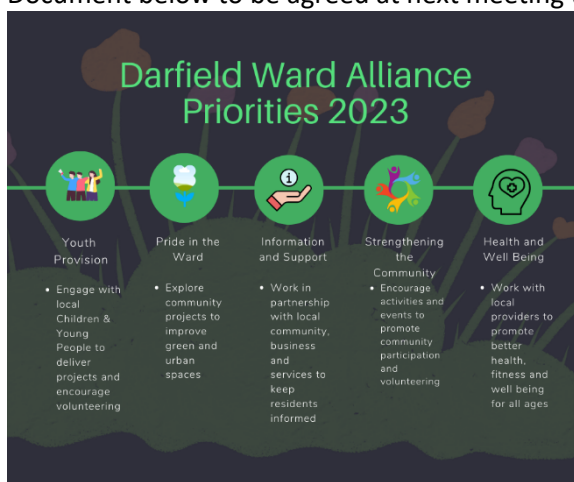 Document below to be agreed at next meeting
Darfield Ward Alliance
Priorities 2023
i
Youth
Provision
• Engage with
local
Children &
Young
People to
deliver
projects and
encourage
volunteering
Pride in the
Ward
• Explore
community
projects to
improve
green and
urban
spaces
Information
and Support
• Work in
partnership
with local
community,
business
and
services to
keep
residents
informed
Strengthening
the
Community
• Encourage
activities and
events to
promote
community
participation
and
volunteering
Health and
Well Being
• Work with
local
providers to
promote
better
health,
fitness and
well being
for all ages